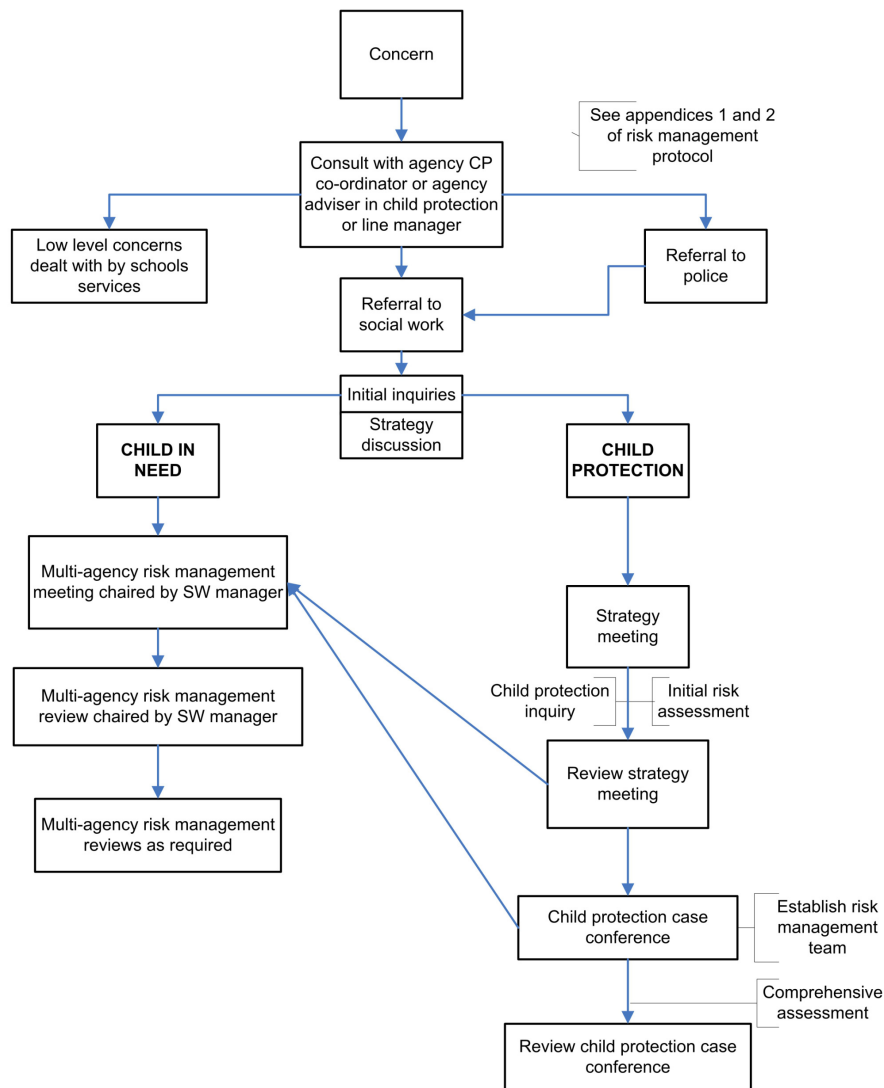 Concern
See appendices 1 and 2
of risk management
protocol
Consult with agency CP
co-ordinator or agency
adviser in child protection
or line manager
Low level concerns
dealt with by schools
services
Referral to
police
Referral to
social work
Initial inquiries
Strategy
discussion
CHILD IN
NEED
CHILD
PROTECTION
Multi-agency risk management
meeting chaired by SW manager
Strategy
meeting
Child protection
inquiry
Initial risk
assessment
Multi-agency risk management
review chaired by SW manager
Review strategy
meeting
Multi-agency risk management
reviews as required
Child protection case
conference
Establish risk
management
team
Comprehensive
assessment
Review child protection case
conference